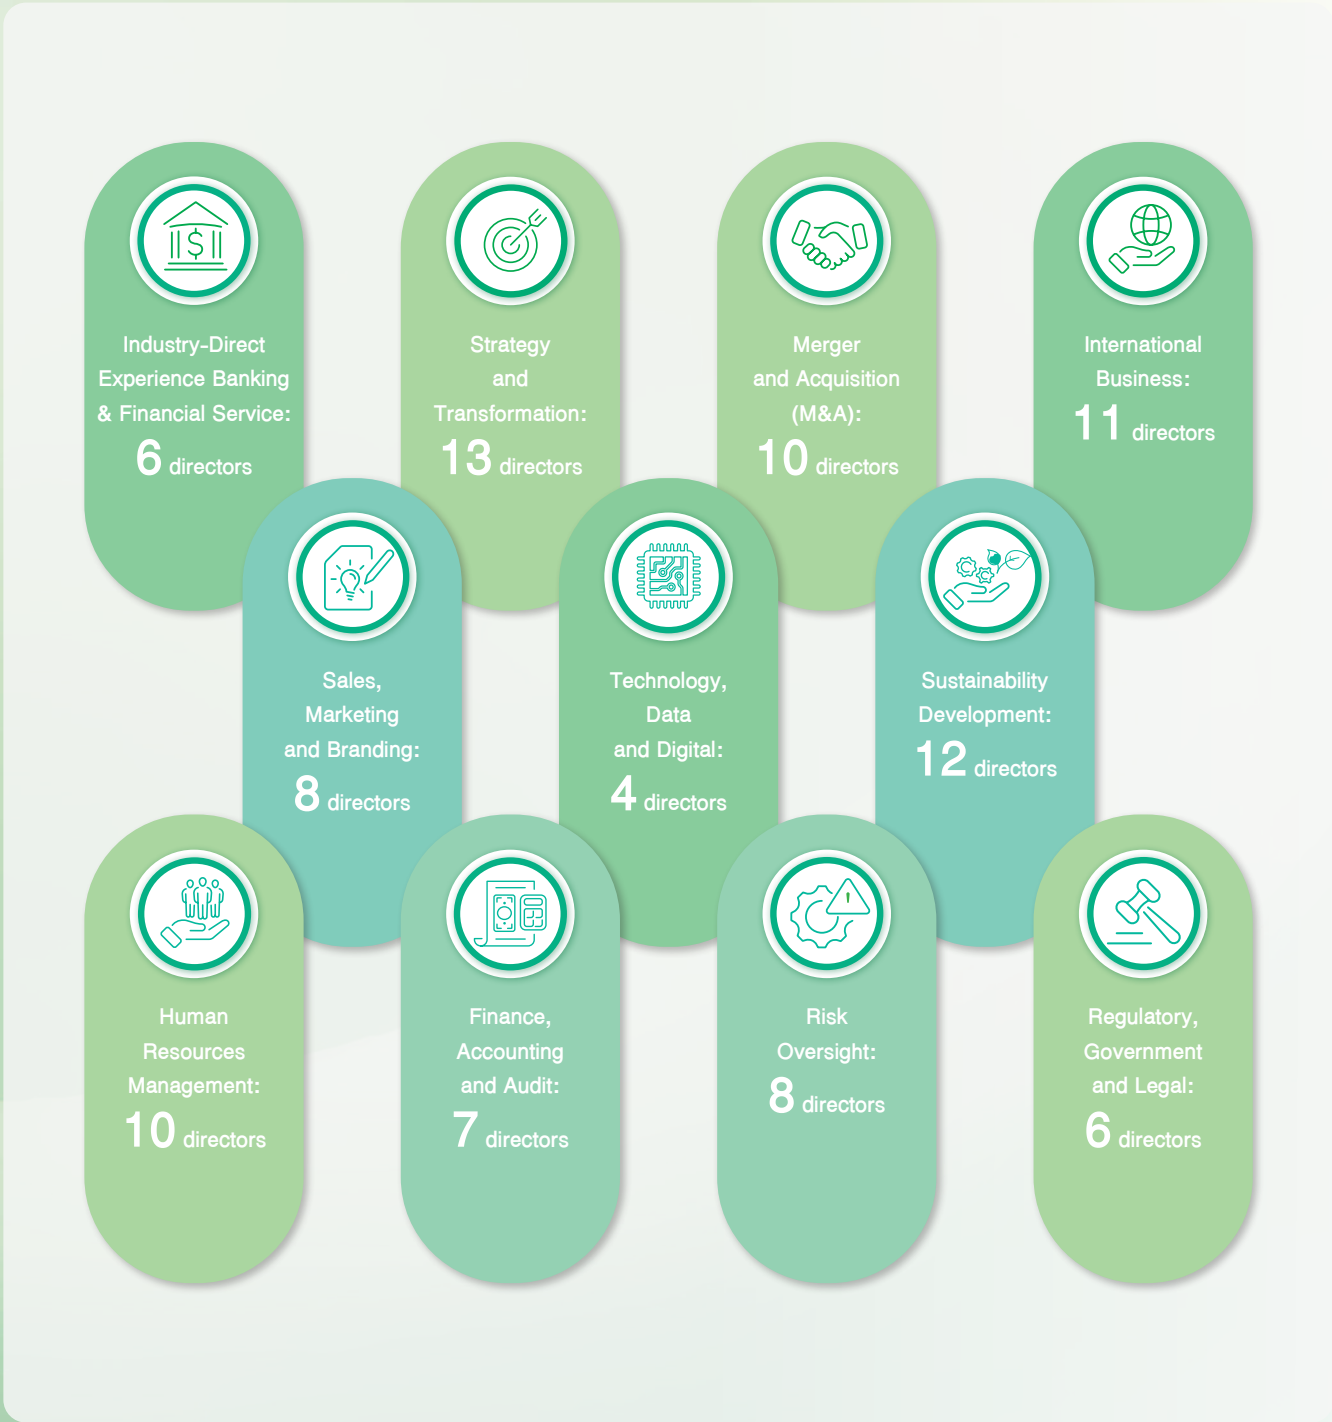 Industry-Direct
Experience Banking
& Financial Service:
6 directors
Strategy
and
Transformation:
13 directors
Merger
and Acquisition
(M&A):
10 directors
International
Business:
11 directors
Sales,
Marketing
and Branding:
8 directors
Technology,
Data
and Digital:
4 directors
Sustainability
Development:
12 directors
Human
Resources
Management:
10 directors
Finance,
Accounting
and Audit:
7 directors
Risk
Oversight:
8 directors
Regulatory,
Government
and Legal:
6 directors